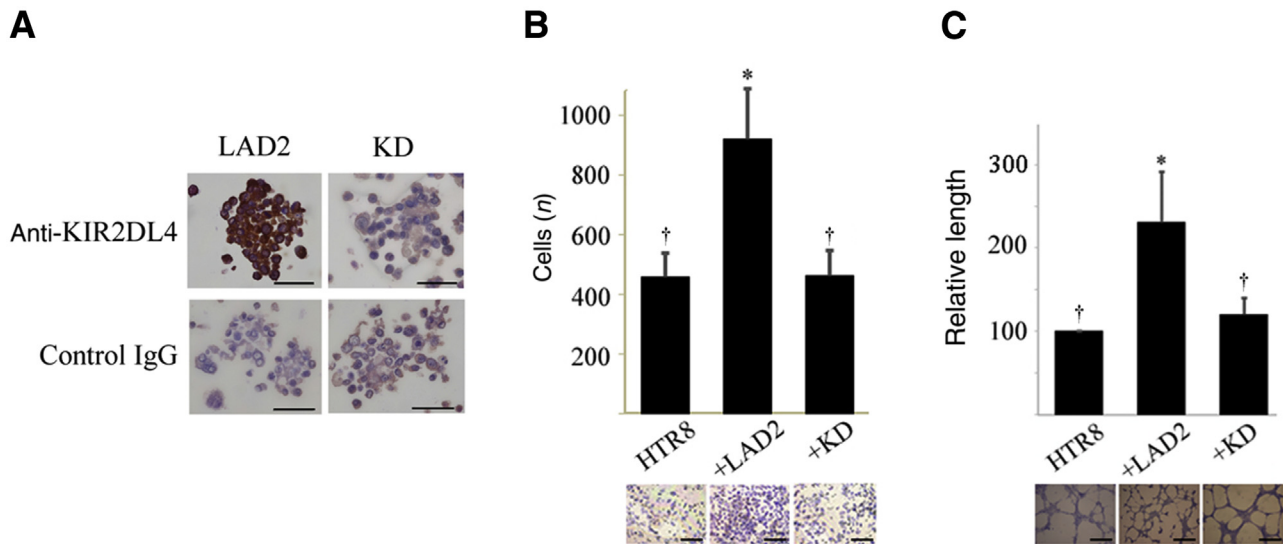 A
LAD2 KD
Anti-KIR2DL4
Control IgG
B
Cells (n)
1000
800
600
400
200
†
*
†
HTR8
+LAD2
+KD
C
Relative length
300
200
100
†
*
†
HTR8
+LAD2
+KD